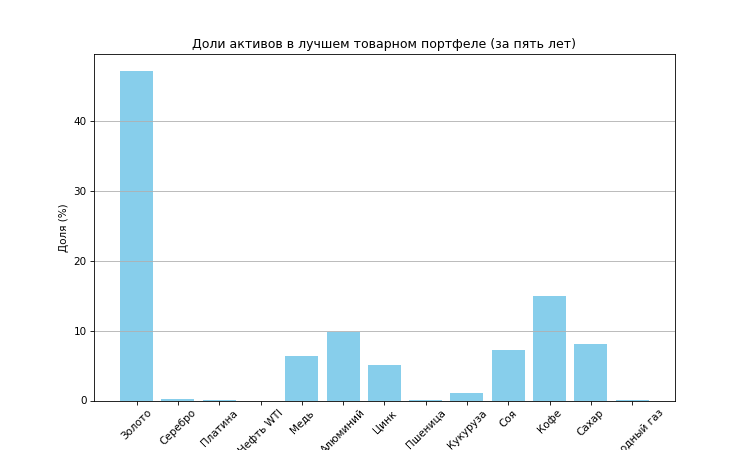 Доли активов в лучшем товарном портфеле (за пять лет)
Доля (%)
40
30
20
10
0
Золото
Серебро
Платина
Нефть WTI
Медь
Алюминий
Цинк
Пшеница
Кукуруза
Соя
Кофе
Сахар
газ